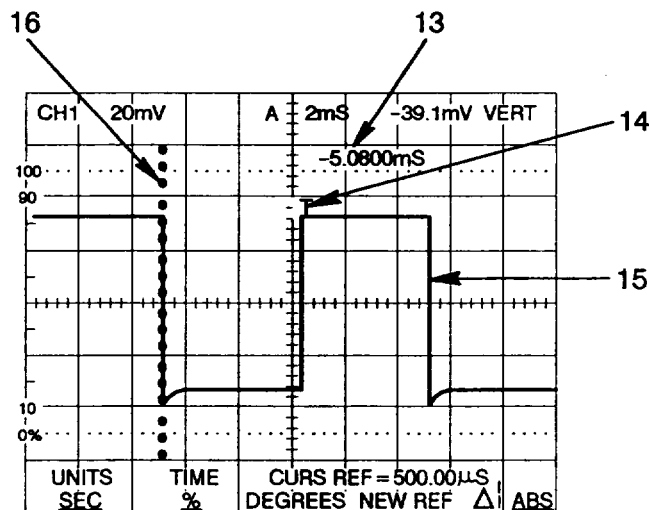 16 13
CH1 20mV A 2mS -39.1mV VERT
14
-5.0800mS
100
90
T
15
10
0%
UNITS TIME CURS REF = 500.00µS
SEC % DEGREES NEW REF Δ ABS